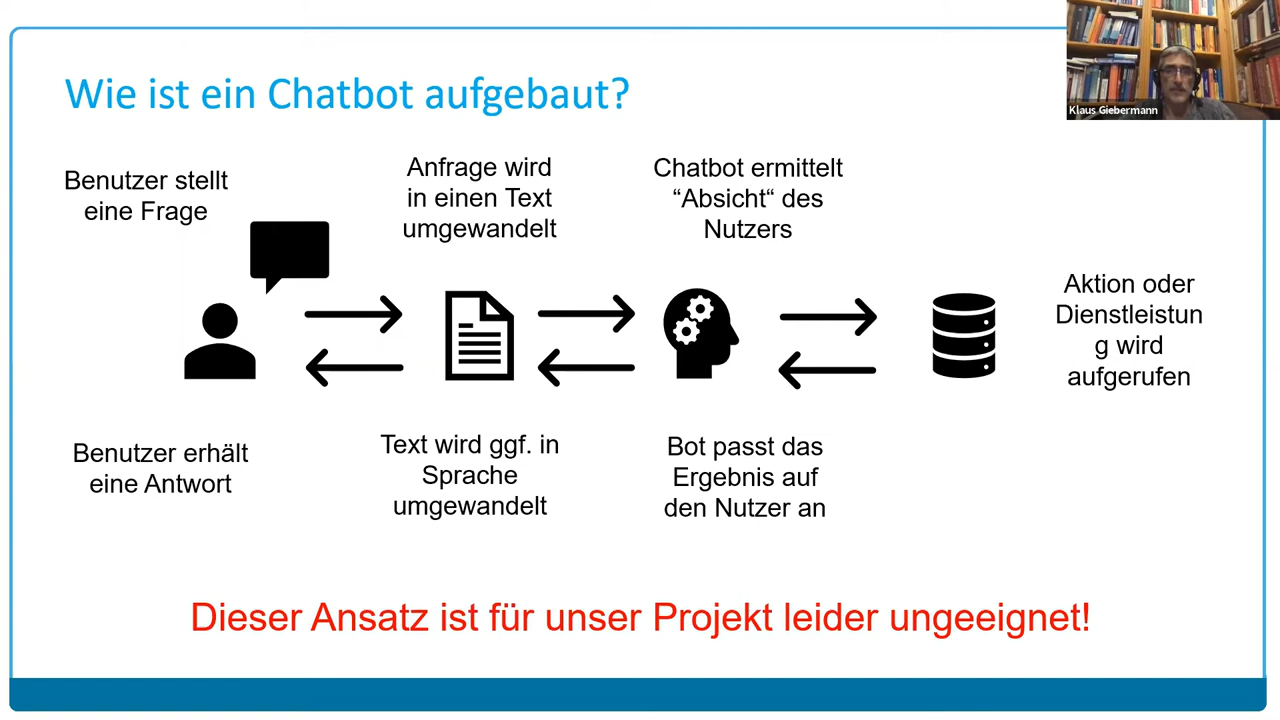 Wie ist ein Chatbot aufgebaut?
Klaus Giebermann
Benutzer stellt
eine Frage
Anfrage wird
in einen Text
umgewandelt
Chatbot ermittelt
“Absicht“ des
Nutzers
Aktion oder
Dienstleistun
g wird
aufgerufen
Benutzer erhält
eine Antwort
Text wird ggf. in
Sprache
umgewandelt
Bot passt das
Ergebnis auf
den Nutzer an
Dieser Ansatz ist für unser Projekt leider ungeeignet!